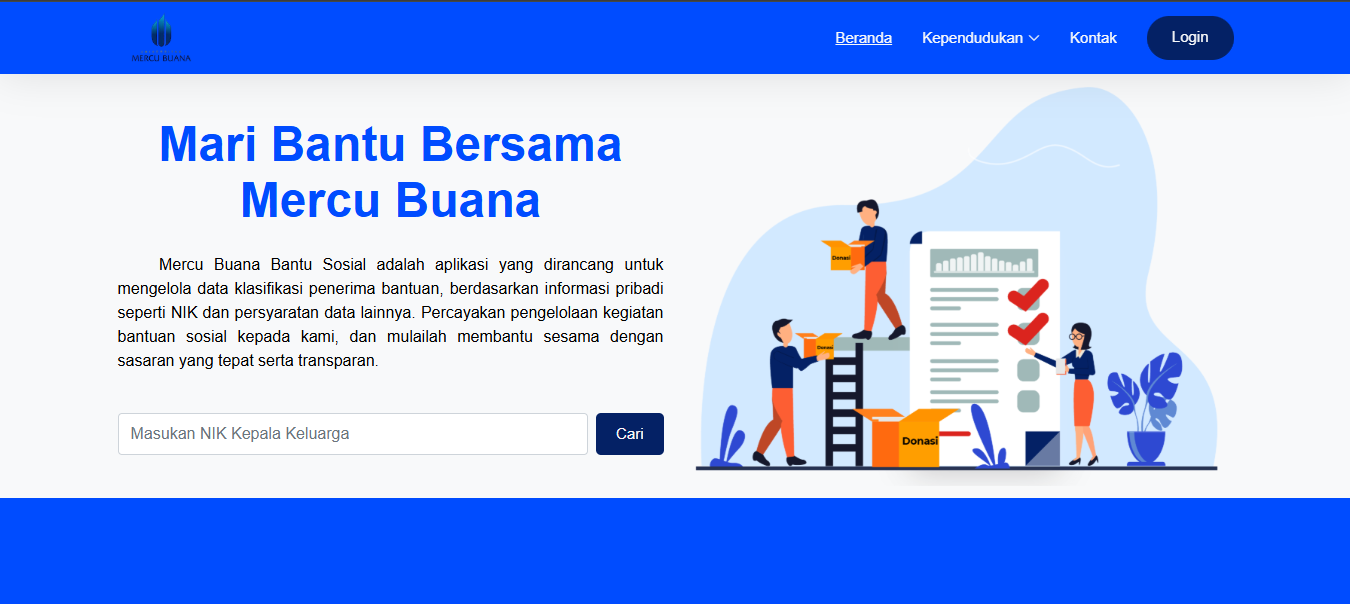 MERCU BUANA
Beranda
Kependudukan
Kontak
Login
Mari Bantu Bersama
Mercu Buana
Mercu Buana Bantu Sosial adalah aplikasi yang dirancang untuk
mengelola data klasifikasi penerima bantuan, berdasarkan informasi pribadi
seperti NIK dan persyaratan data lainnya. Percayakan pengelolaan kegiatan
bantuan sosial kepada kami, dan mulailah membantu sesama dengan
sasaran yang tepat serta transparan.
Masukan NIK Kepala Keluarga
Cari
Donasi
Donasi
Donasi